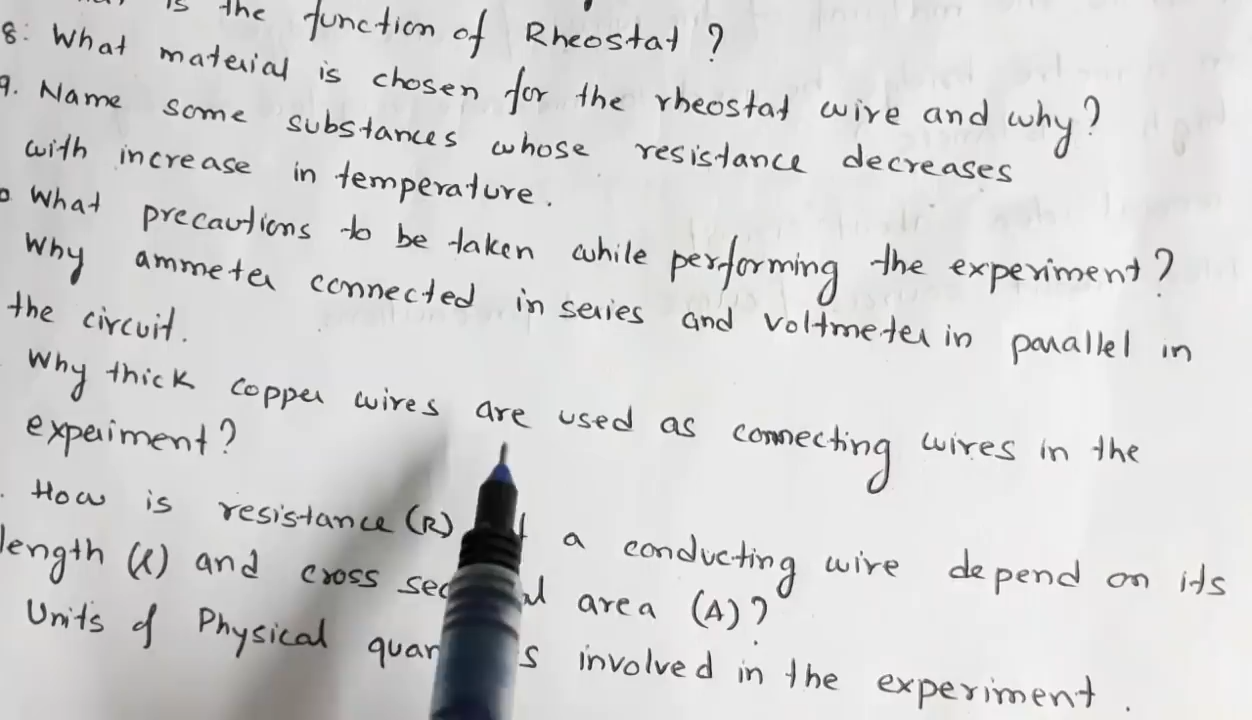 is the function of Rheostat ?
8. What material is chosen for the rheostat wire and why?
9. Name some substances whose resistance decreases
with increase in temperature.
What precautions to be taken while performing the experiment?
Why ammeter connected in series and voltmeter in parallel in
the circuit.
Why thick copper wires are used as connecting wires in the
experiment?
How is resistance (R) a conducting wire depend on its
length (l) and cross area (A)?
Units of Physical involved in the experiment.